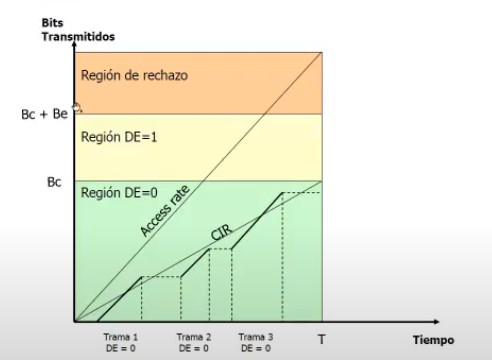 Bits
Transmitidos
Región de rechazo
Bc + Be
Región DE=1
Bc
Región DE=0
Access rate
CIR
Trama 1
DE = 0
Trama 2
DE = 0
Trama 3
DE = 0
T
Tiempo